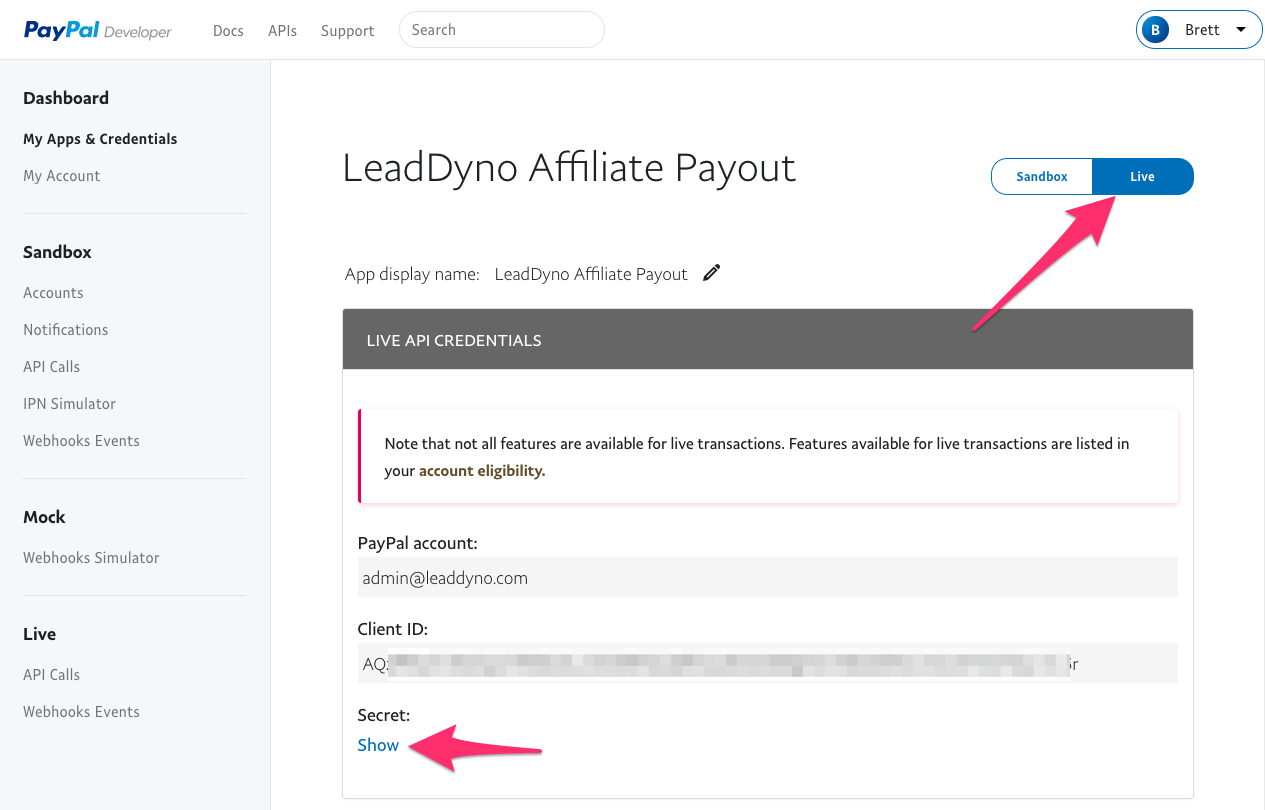 PayPal Developer Docs APIs Support Search B Brett
Dashboard
My Apps & Credentials
My Account
Sandbox
Accounts
Notifications
API Calls
IPN Simulator
Webhooks Events
Mock
Webhooks Simulator
Live
API Calls
Webhooks Events
LeadDyno Affiliate Payout
Sandbox Live
App display name: LeadDyno Affiliate Payout
LIVE API CREDENTIALS
Note that not all features are available for live transactions. Features available for live transactions are listed in
your account eligibility.
PayPal account:
admin@leaddyno.com
Client ID:
Secret:
Show